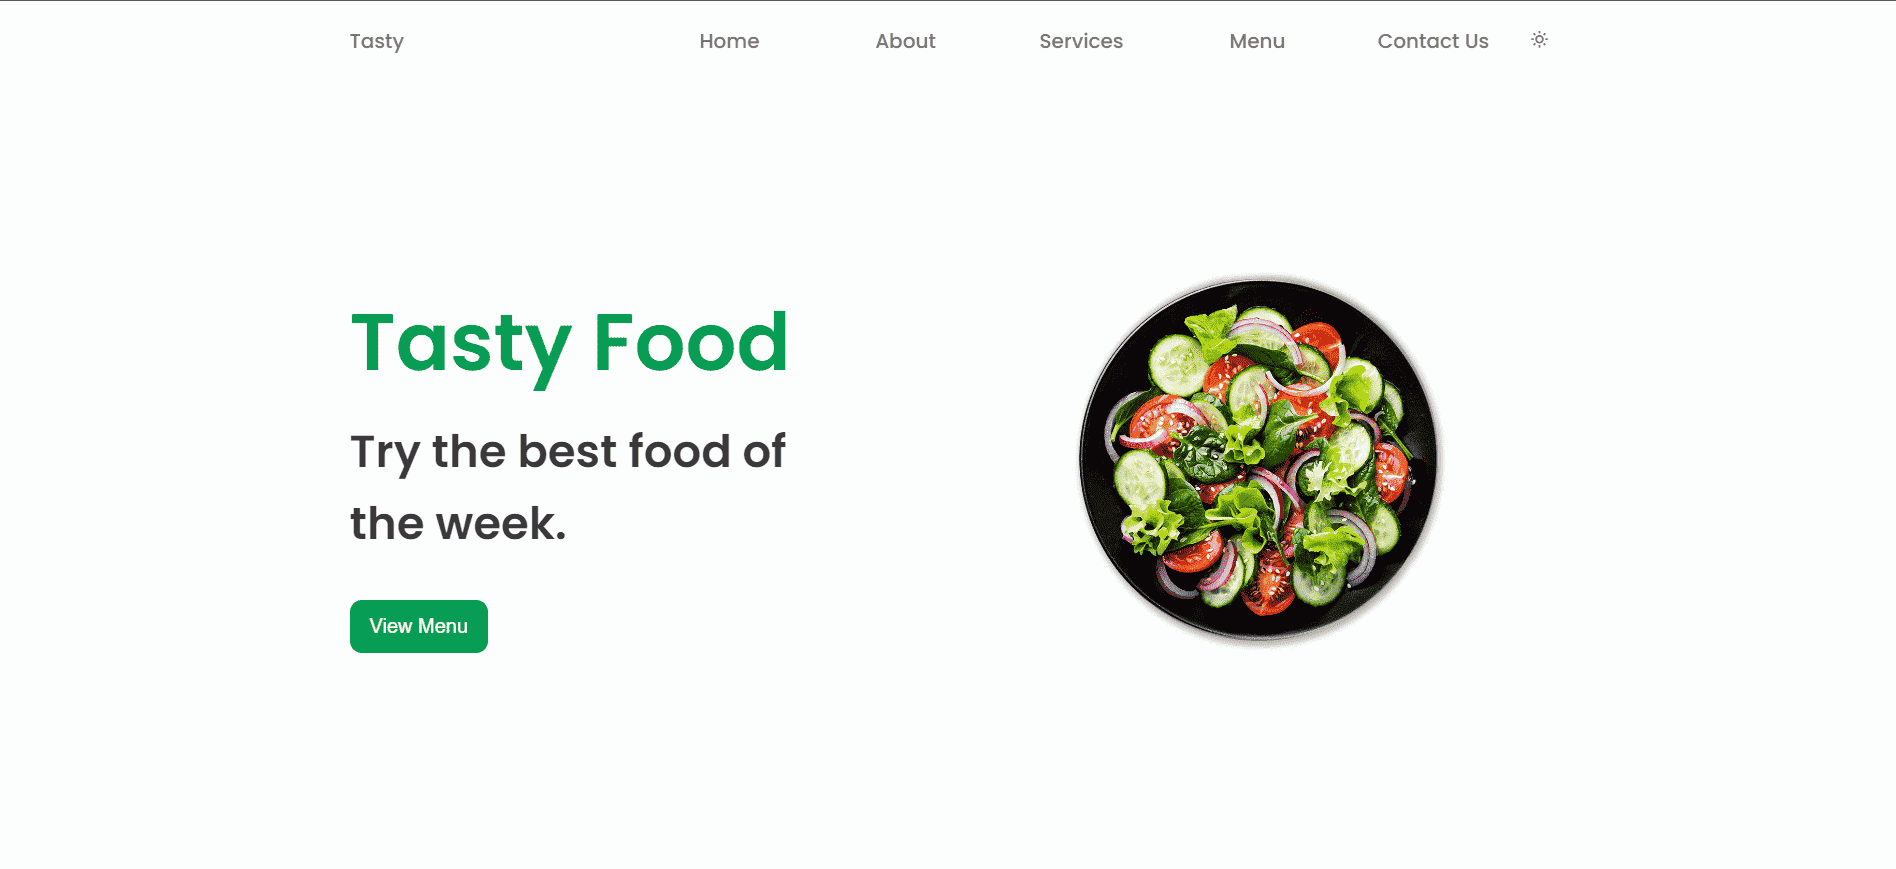 Tasty Home About Services Menu Contact Us
Tasty Food
Try the best food of
the week.
View Menu